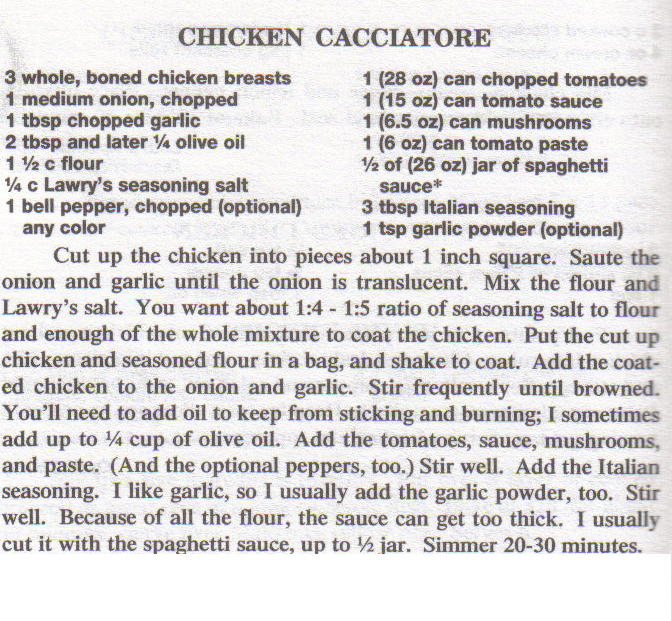 CHICKEN CACCIATORE
3 whole, boned chicken breasts
1 medium onion, chopped
1 tbsp chopped garlic
2 tbsp and later ¼ olive oil
1 ½ c flour
¼ c Lawry's seasoning salt
1 bell pepper, chopped (optional)
any color
1 (28 oz) can chopped tomatoes
1 (15 oz) can tomato sauce
1 (6.5 oz) can mushrooms
1 (6 oz) can tomato paste
½ of (26 oz) jar of spaghetti
sauce*
3 tbsp Italian seasoning
1 tsp garlic powder (optional)
Cut up the chicken into pieces about 1 inch square. Saute the
onion and garlic until the onion is translucent. Mix the flour and
Lawry's salt. You want about 1:4 - 1:5 ratio of seasoning salt to flour
and enough of the whole mixture to coat the chicken. Put the cut up
chicken and seasoned flour in a bag, and shake to coat. Add the coat-
ed chicken to the onion and garlic. Stir frequently until browned.
You'll need to add oil to keep from sticking and burning; I sometimes
add up to ¼ cup of olive oil. Add the tomatoes, sauce, mushrooms,
and paste. (And the optional peppers, too.) Stir well. Add the Italian
seasoning. I like garlic, so I usually add the garlic powder, too. Stir
well. Because of all the flour, the sauce can get too thick. I usually
cut it with the spaghetti sauce, up to ½ jar. Simmer 20-30 minutes.